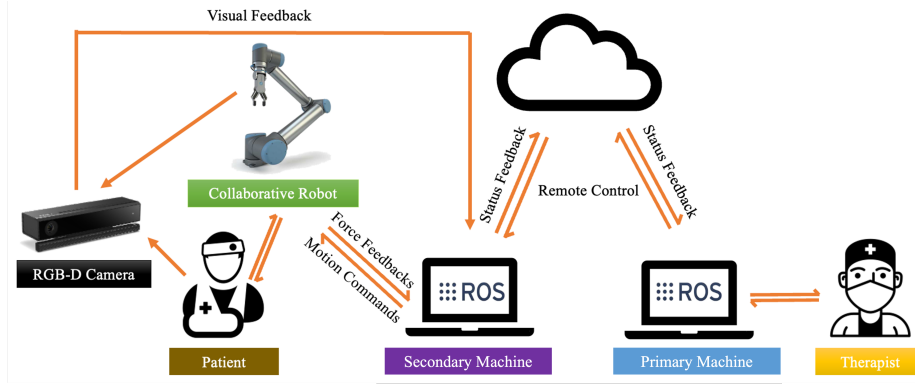 Visual Feedback
Collaborative Robot
Status Feedback
Remote Control
Status Feedback
Force Feedbacks
Motion Commands
RGB-D Camera
ROS
ROS
Patient
Secondary Machine
Primary Machine
Therapist